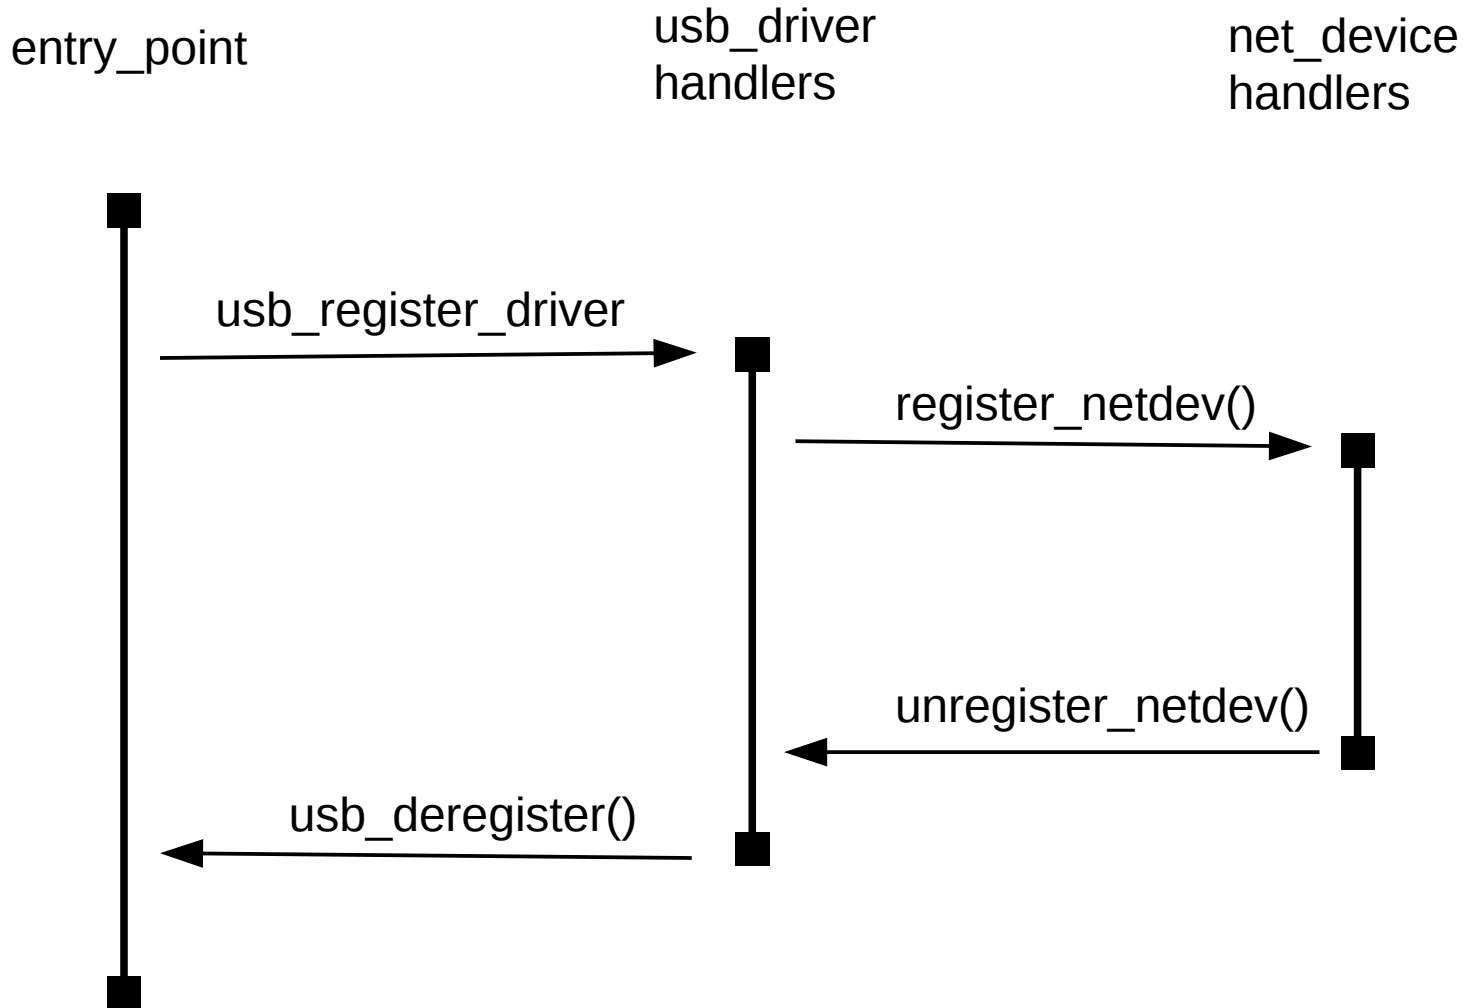 entry_point
usb_driver
handlers
net_device
handlers
usb_register_driver
register_netdev()
unregister_netdev()
usb_deregister()